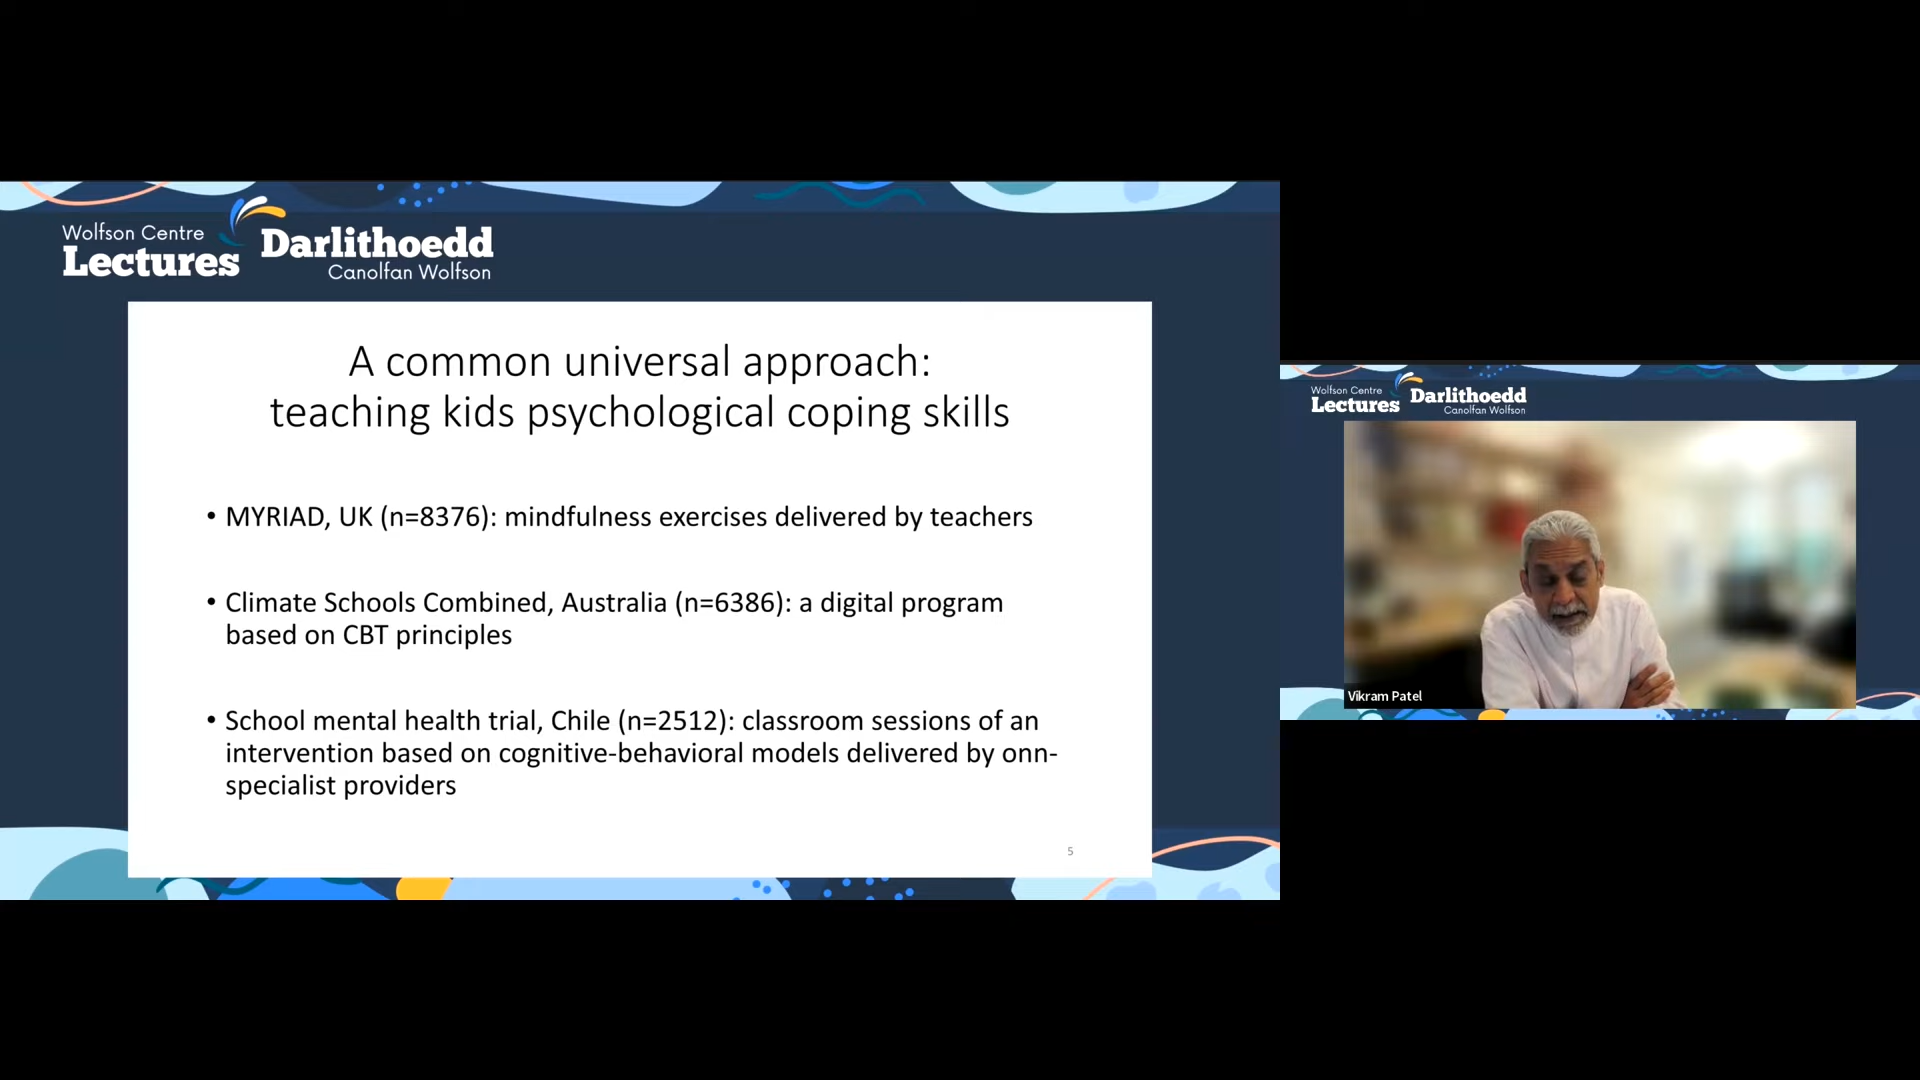 Wolfson Centre
Lectures
Darlithoedd
Canolfan Wolfson
A common universal approach:
teaching kids psychological coping skills
• MYRIAD, UK (n=8376): mindfulness exercises delivered by teachers
• Climate Schools Combined, Australia (n=6386): a digital program
based on CBT principles
• School mental health trial, Chile (n=2512): classroom sessions of an
intervention based on cognitive-behavioral models delivered by onn-
specialist providers
5
Wolfson Centre
Lectures
Darlithoedd
Canolfan Wolfson
Vikram Patel